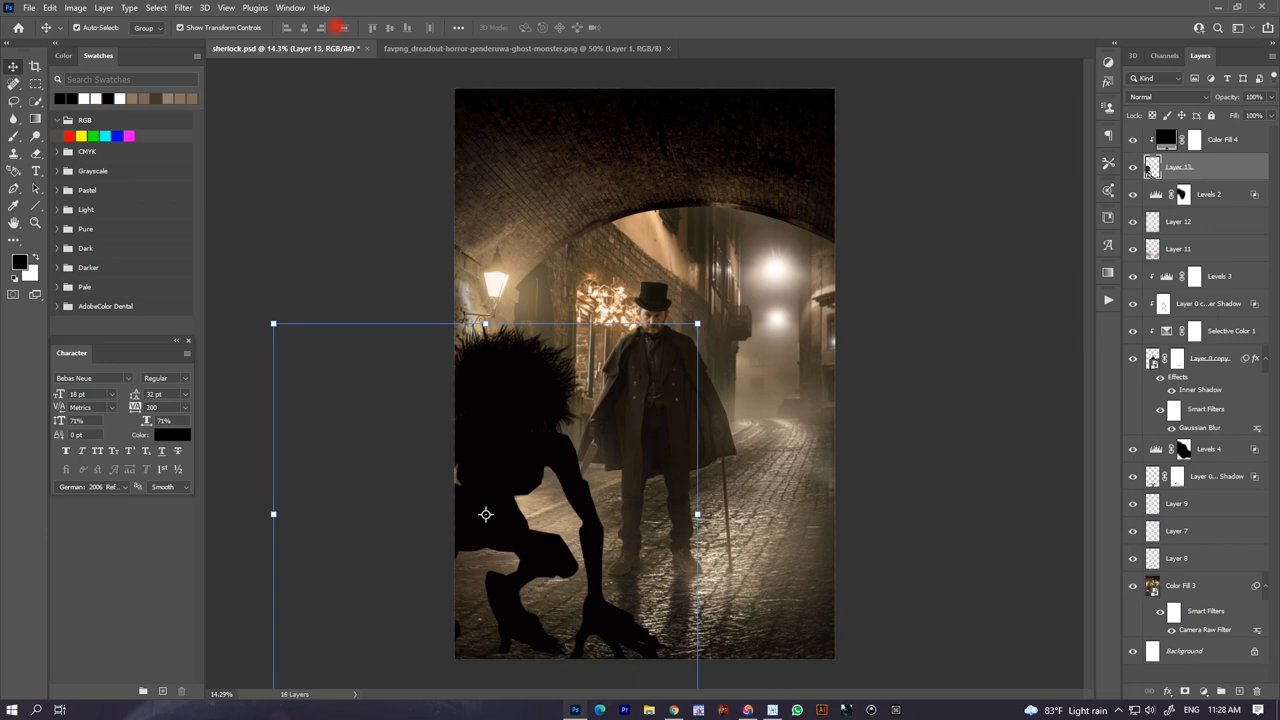 File Edit Image Layer Type Select Filter 3D View Plugins Window Help
Auto-Select: Group Show Transform Controls 3D Mode:
sherlock.psd @ 14.3% (Layer 13, RGB/8#) * favpng_dreadout-horror-genderuwa-ghost-monster.png @ 50% (Layer 1, RGB/8)
Color Swatches
Search Swatches
RGB
CMYK
Grayscale
Pastel
Light
Pure
Dark
Darker
Pale
AdobeColor Dental
Character
Bebas Neue Regular
18 pt 32 pt
Metrics 200
71% 71%
0 pt Color:
German: 2006 Ref... Smooth
14.29% 16 Layers
3D Channels Layers
Kind
Normal Opacity: 100%
Lock: Fill: 100%
Color Fill 4
Layer 13
Levels 2
Layer 12
Layer 11
Levels 3
Layer 0 c...er Shadow
Selective Color 1
Layer 0 copy
Effects
Inner Shadow
Smart Filters
Gaussian Blur
Levels 4
Layer 0... Shadow
Layer 9
Layer 7
Layer 8
Color Fill 3
Smart Filters
Camera Raw Filter
Background
83°F Light rain ENG 11:28 AM